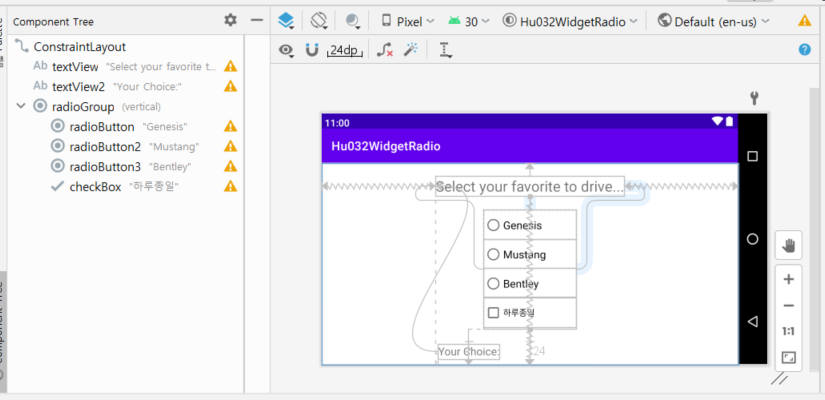 Component Tree
ConstraintLayout
Ab textView "Select your favorite t...
Ab textView2 "Your Choice:"
radioGroup (vertical)
radioButton "Genesis"
radioButton2 "Mustang"
radioButton3 "Bentley"
checkBox "하루종일"
Pixel 30 Hu032WidgetRadio Default (en-us)
24dp
11:00
Hu032WidgetRadio
Select your favorite to drive...
Genesis
Mustang
Bentley
하루종일
Your Choice:
24
1:1
Component Tree